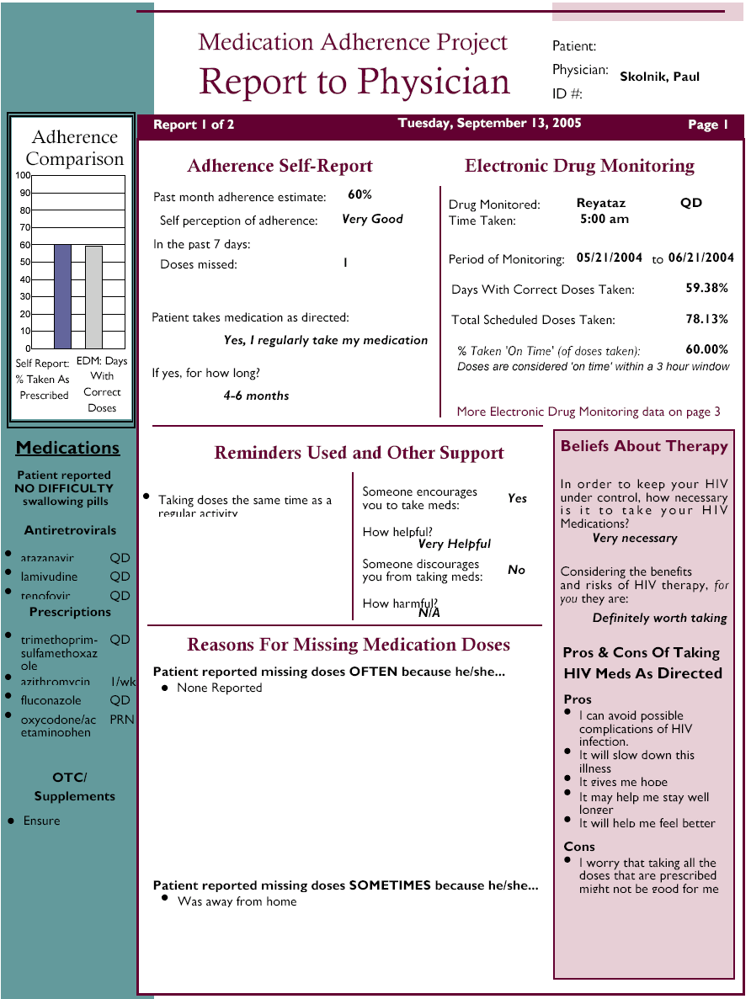 Medication Adherence Project
Report to Physician
Patient:
Physician: Skolnik, Paul
ID #:
Report 1 of 2 Tuesday, September 13, 2005 Page 1
Adherence
Comparison
100
90
80
70
60
50
40
30
20
10
0
Self Report:
% Taken As
Prescribed
EDM: Days
With
Correct
Doses
Medications
Patient reported
NO DIFFICULTY
swallowing pills
Antiretrovirals
• atazanavir QD
• lamivudine QD
• tenofovir QD
Prescriptions
• trimethoprim- QD
sulfamethoxaz
ole
• azithromycin 1/wk
• fluconazole QD
• oxycodone/ac PRN
etaminophen
OTC/
Supplements
• Ensure
Adherence Self-Report
Past month adherence estimate: 60%
Self perception of adherence: Very Good
In the past 7 days:
Doses missed: 1
Patient takes medication as directed:
Yes, I regularly take my medication
If yes, for how long?
4-6 months
Electronic Drug Monitoring
Drug Monitored: Reyataz QD
Time Taken: 5:00 am
Period of Monitoring: 05/21/2004 to 06/21/2004
Days With Correct Doses Taken: 59.38%
Total Scheduled Doses Taken: 78.13%
% Taken 'On Time' (of doses taken): 60.00%
Doses are considered 'on time' within a 3 hour window
More Electronic Drug Monitoring data on page 3
Reminders Used and Other Support
• Taking doses the same time as a
regular activity
Someone encourages
you to take meds: Yes
How helpful?
Very Helpful
Someone discourages
you from taking meds: No
How harmful?
N/A
Reasons For Missing Medication Doses
Patient reported missing doses OFTEN because he/she...
• None Reported
Patient reported missing doses SOMETIMES because he/she...
• Was away from home
Beliefs About Therapy
In order to keep your HIV
under control, how necessary
is it to take your HIV
Medications?
Very necessary
Considering the benefits
and risks of HIV therapy, for
you they are:
Definitely worth taking
Pros & Cons Of Taking
HIV Meds As Directed
Pros
• I can avoid possible
complications of HIV
infection.
• It will slow down this
illness
• It gives me hope
• It may help me stay well
longer
• It will help me feel better
Cons
• I worry that taking all the
doses that are prescribed
might not be good for me